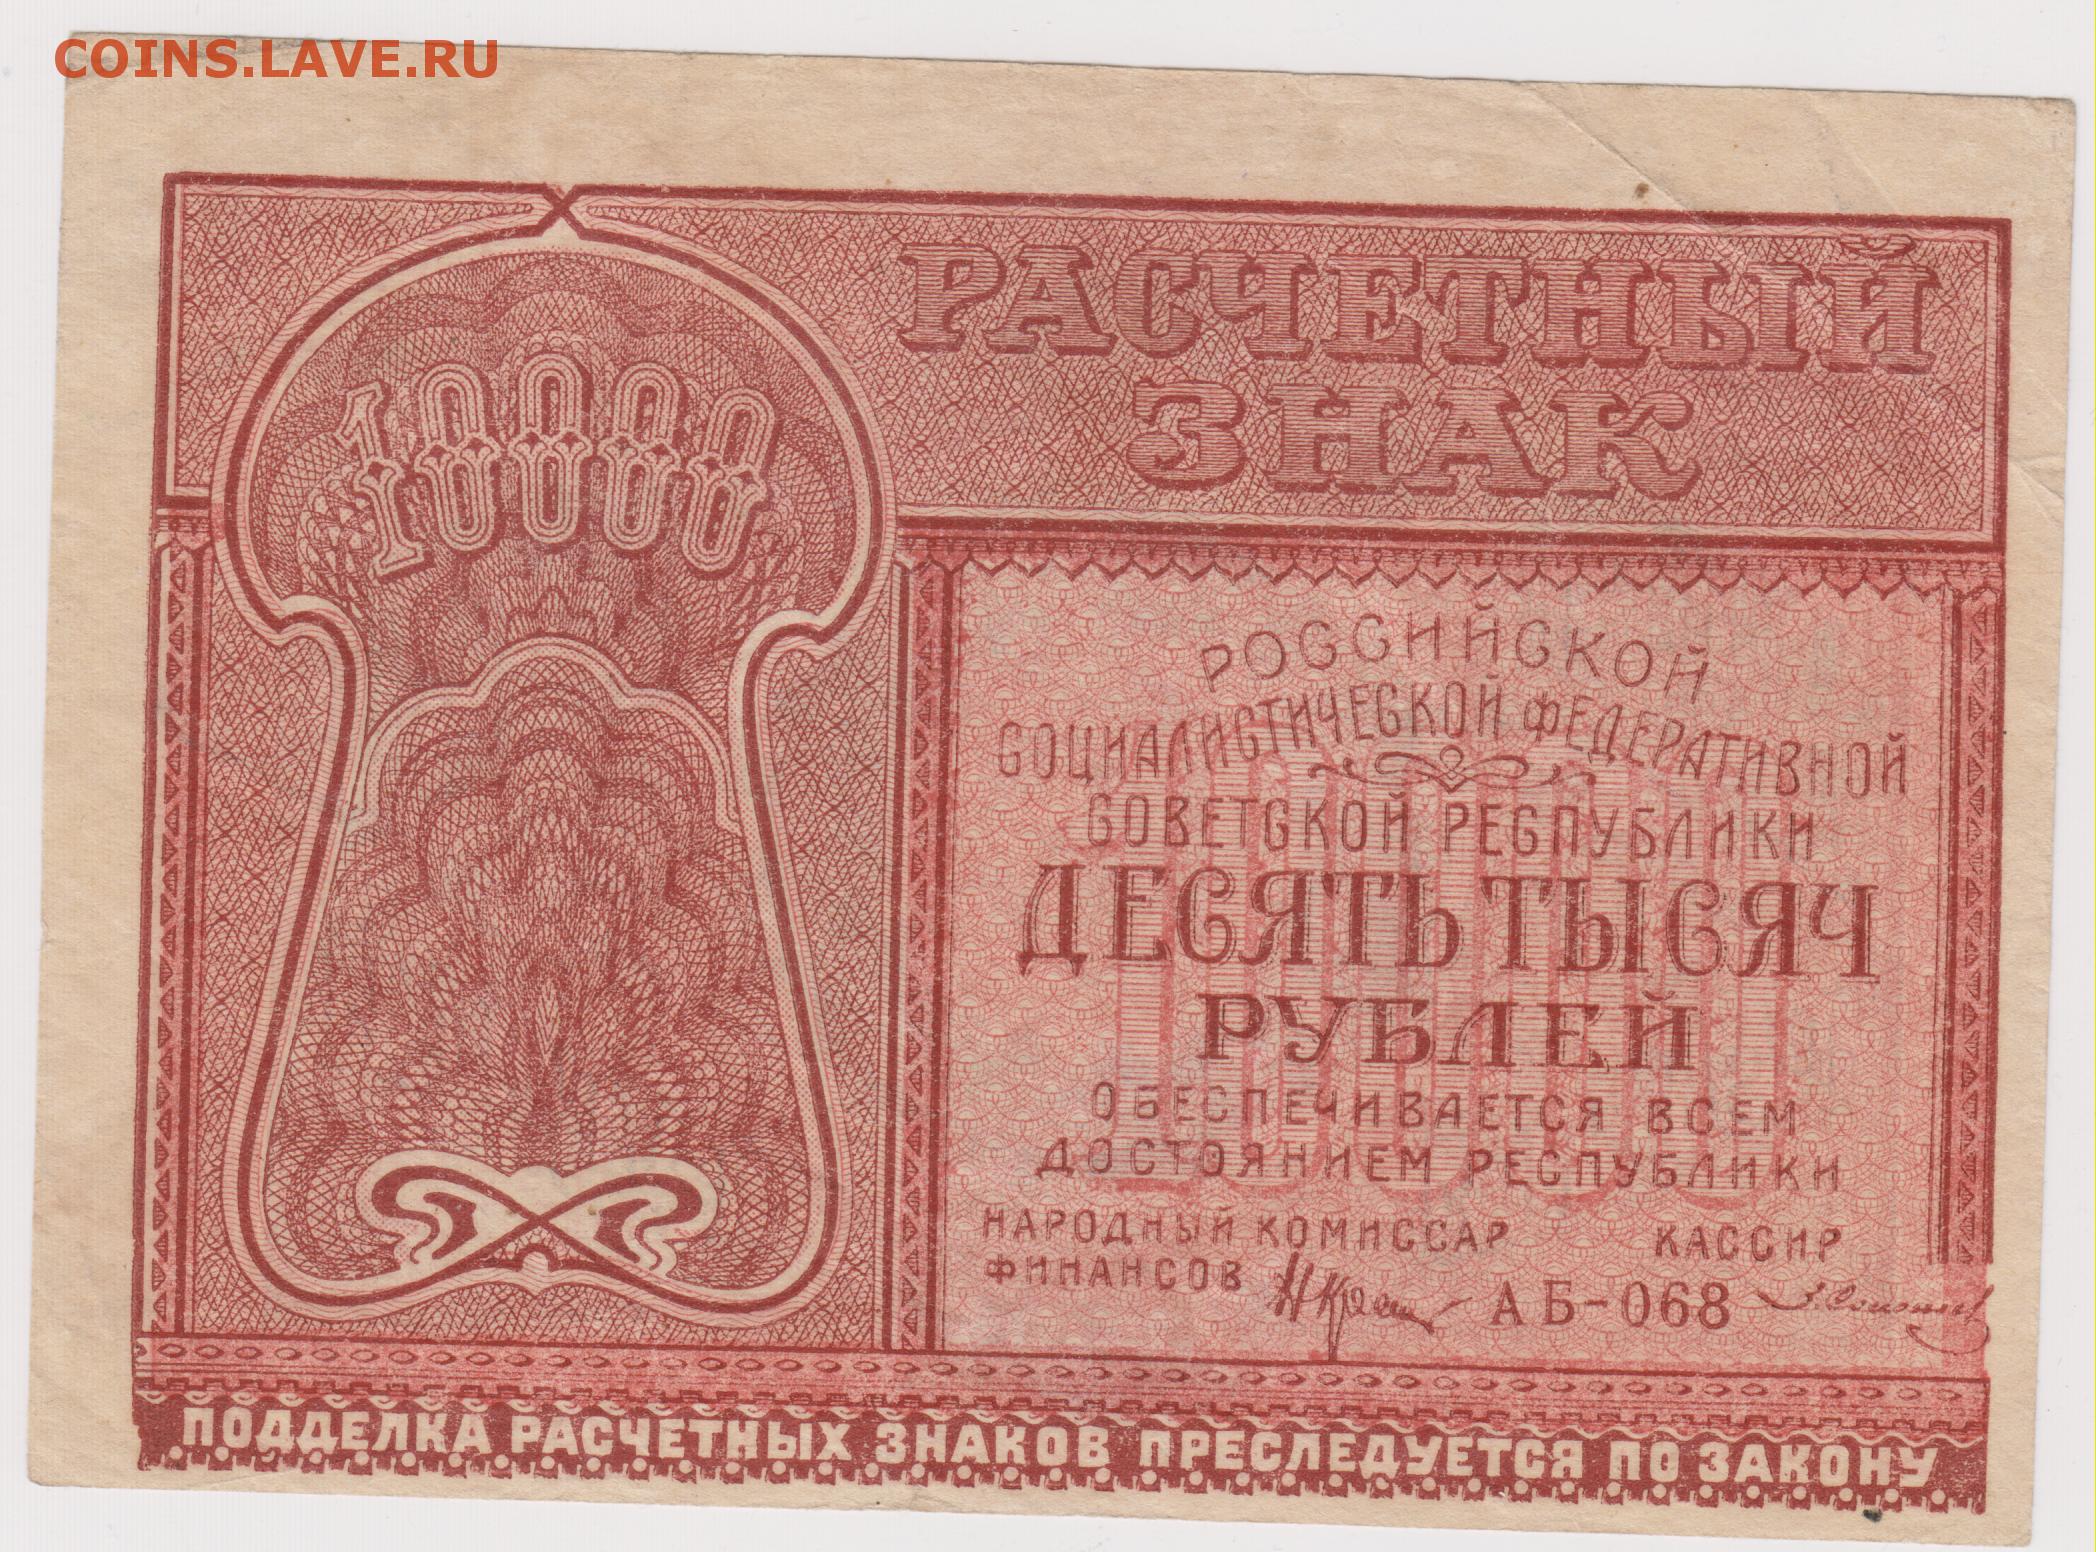 COINS.LAVE.RU
РАСЧЕТНЫЙ
ЗНАК
10000
РОССИЙСКОЙ
СОЦИАЛИСТИЧЕСКОЙ ФЕДЕРАТИВНОЙ
СОВЕТСКОЙ РЕСПУБЛИКИ
ДЕСЯТЬ ТЫСЯЧ
РУБЛЕЙ
ОБЕСПЕЧИВАЕТСЯ ВСЕМ
ДОСТОЯНИЕМ РЕСПУБЛИКИ
НАРОДНЫЙ КОМИССАР КАССИР
ФИНАНСОВ АБ-068
ПОДДЕЛКА РАСЧЕТНЫХ ЗНАКОВ ПРЕСЛЕДУЕТСЯ ПО ЗАКОНУ